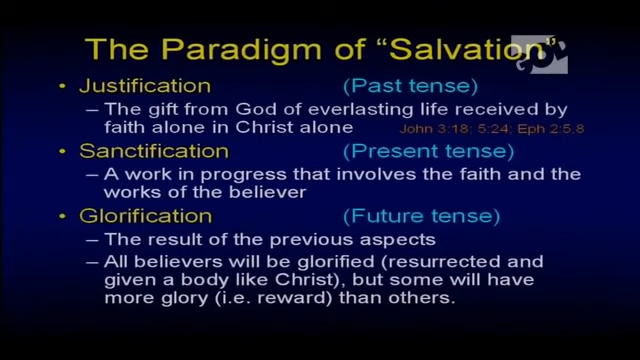 The Paradigm of “Salvation”
• Justification (Past tense)
– The gift from God of everlasting life received by
faith alone in Christ alone John 3:18; 5:24; Eph 2:5,8
• Sanctification (Present tense)
– A work in progress that involves the faith and the
works of the believer
• Glorification (Future tense)
– The result of the previous aspects
– All believers will be glorified (resurrected and
given a body like Christ), but some will have
more glory (i.e. reward) than others.